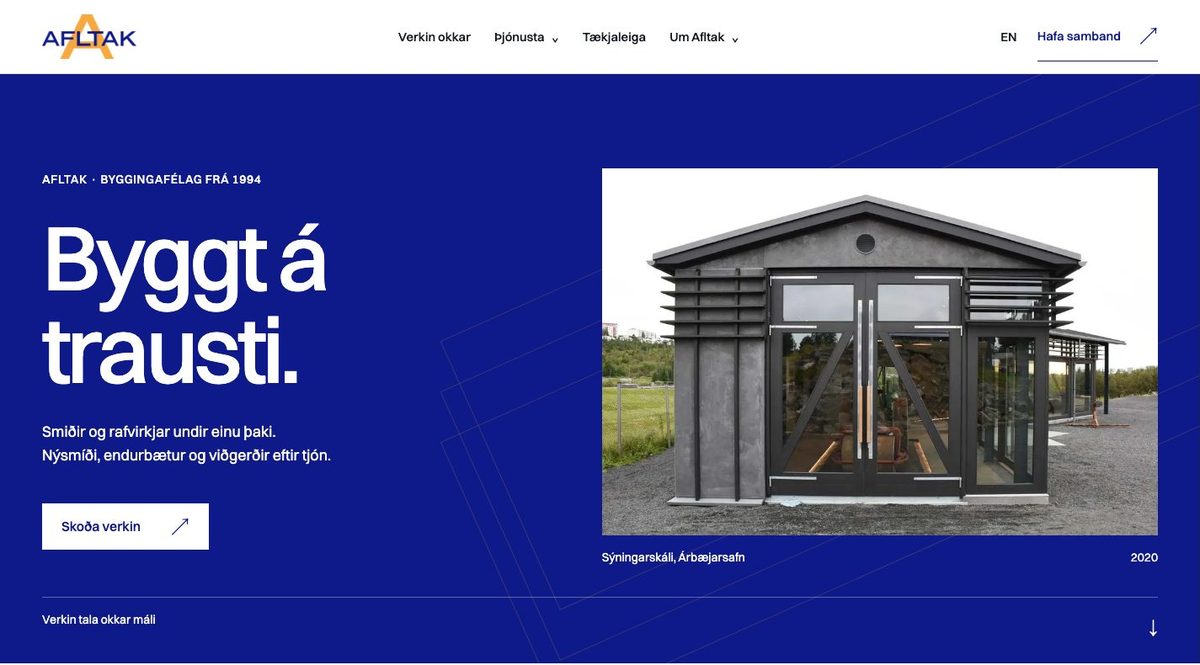 AFLTAK
Verkin okkar
Þjónusta
Tækjaleiga
Um Afltak
EN
Hafa samband
AFLTAK · BYGGINGAFÉLAG FRÁ 1994
Byggt á
trausti.
Smiðir og rafvirkjar undir einu þaki.
Nýsmíði, endurbætur og viðgerðir eftir tjón.
Skoða verkin
Sýningarskáli, Árbæjarsafn
2020
Verkin tala okkar máli